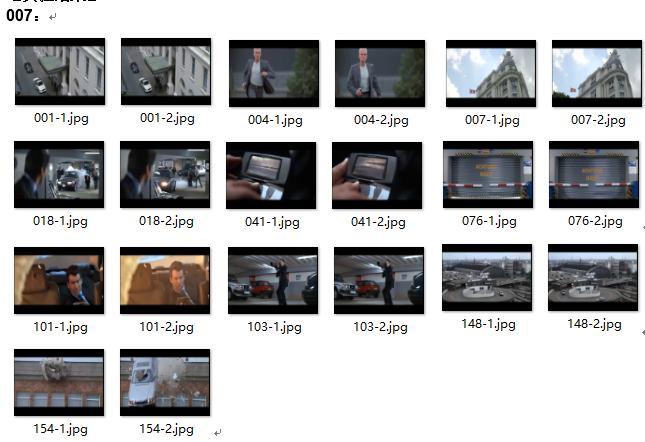 007：
001-1.jpg 001-2.jpg 004-1.jpg 004-2.jpg 007-1.jpg 007-2.jpg
018-1.jpg 018-2.jpg 041-1.jpg 041-2.jpg 076-1.jpg 076-2.jpg
101-1.jpg 101-2.jpg 103-1.jpg 103-2.jpg 148-1.jpg 148-2.jpg
154-1.jpg 154-2.jpg